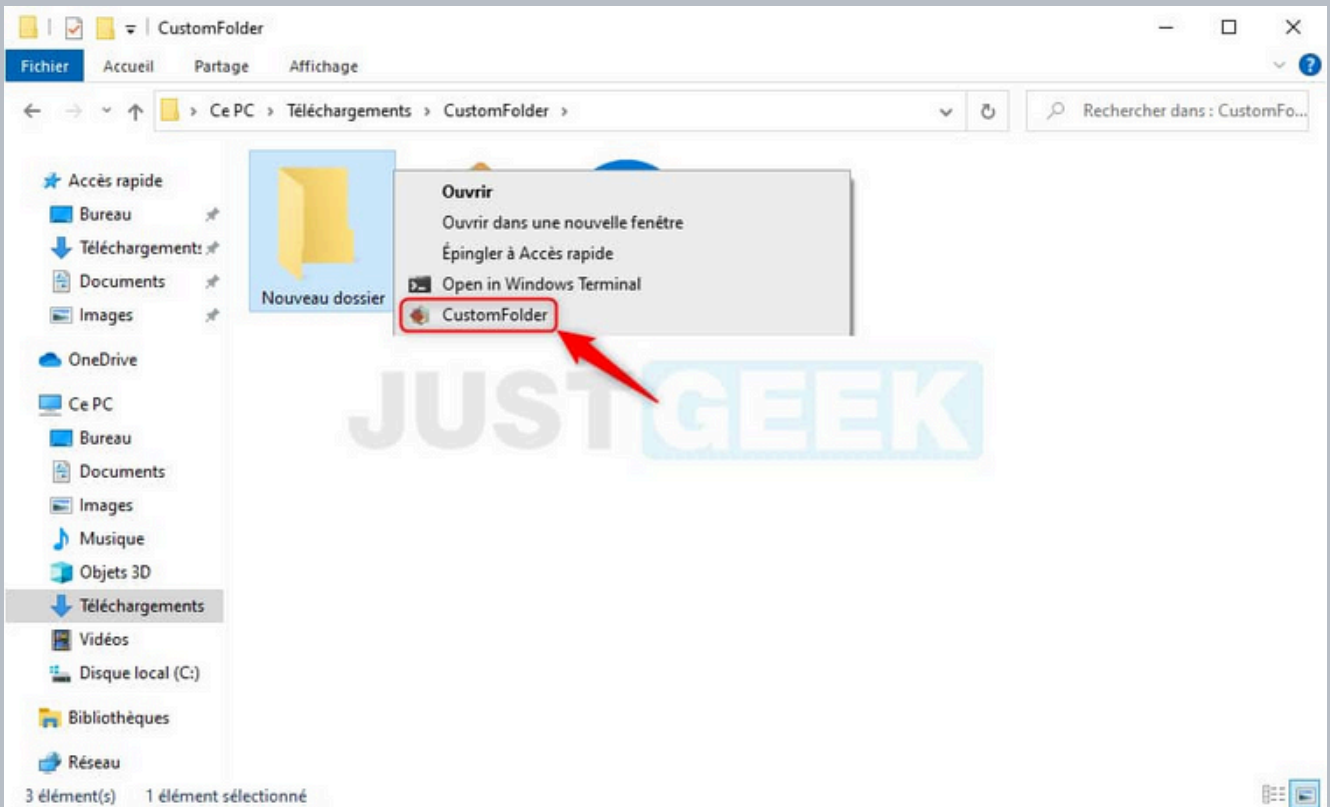 CustomFolder
Fichier Accueil Partage Affichage
Ce PC > Téléchargements > CustomFolder >
Rechercher dans : CustomFo...
Accès rapide
Bureau
Téléchargements
Documents
Images
OneDrive
Ce PC
Bureau
Documents
Images
Musique
Objets 3D
Téléchargements
Vidéos
Disque local (C:)
Bibliothèques
Réseau
Nouveau dossier
Ouvrir
Ouvrir dans une nouvelle fenêtre
Épingler à Accès rapide
Open in Windows Terminal
CustomFolder
JUSTGEEK
3 élément(s) 1 élément sélectionné